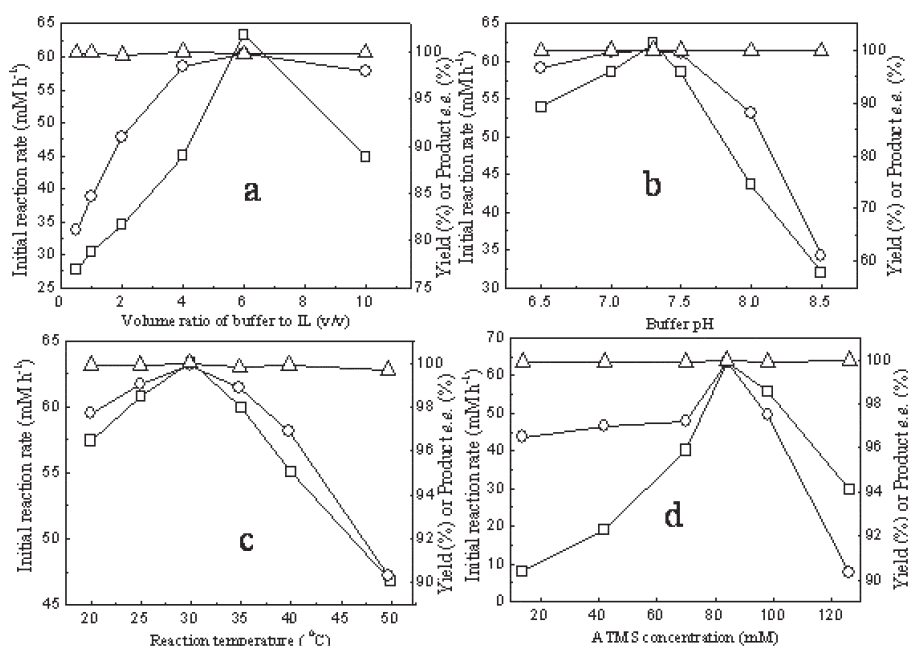 65
60
55
50
45
40
35
30
25
Initial reaction rate (mM h⁻¹)
100
95
90
85
80
75
Yield (%) or Product e.e. (%)
a
0 2 4 6 8 10
Volume ratio of buffer to IL (v/v)
65
60
55
50
45
40
35
30
Initial reaction rate (mM h⁻¹)
100
90
80
70
60
Yield (%) or Product e.e. (%)
b
6.5 7.0 7.5 8.0 8.5
Buffer pH
65
60
55
50
45
Initial reaction rate (mM h⁻¹)
100
98
96
94
92
90
Yield (%) or Product e.e. (%)
c
20 25 30 35 40 45 50
Reaction temperature ( °C)
70
60
50
40
30
20
10
0
Initial reaction rate (mM h⁻¹)
100
98
96
94
92
90
Yield (%) or Product e.e. (%)
d
20 40 60 80 100 120
ATMS concentration (mM)